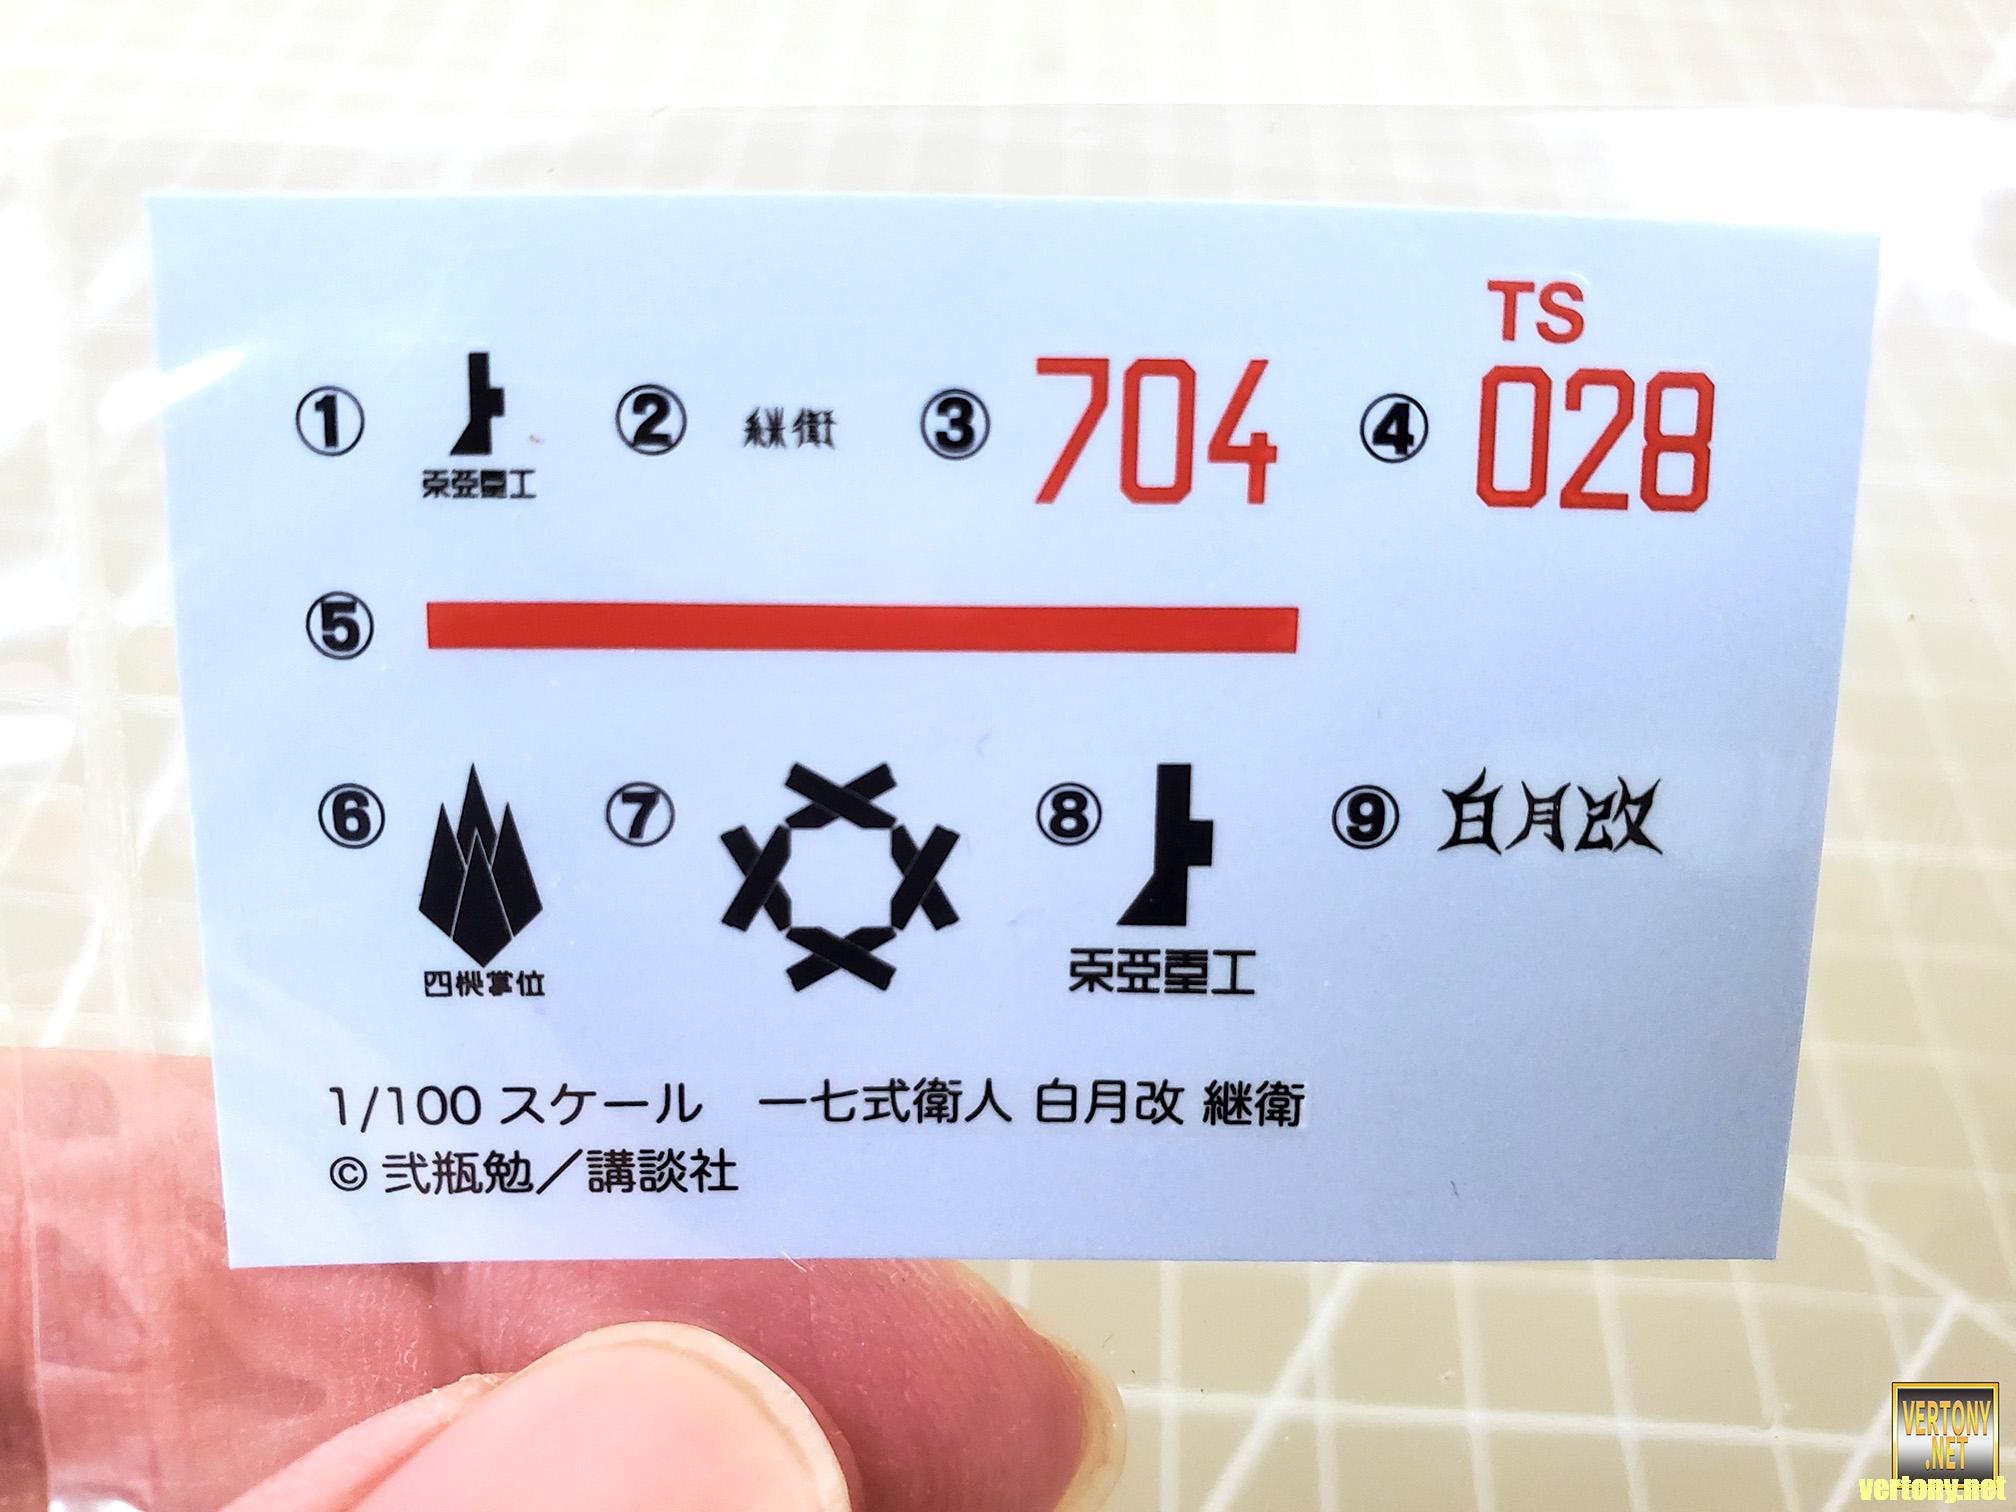 TS
① 東亜重工 ② 継衛 ③ 704 ④ 028
⑤
⑥ 四機掌位 ⑦ ⑧ 東亜重工 ⑨ 白月改
1/100 スケール 一七式衛人 白月改 継衛
© 弐瓶勉／講談社
VERTONY
.NET
vertony.net